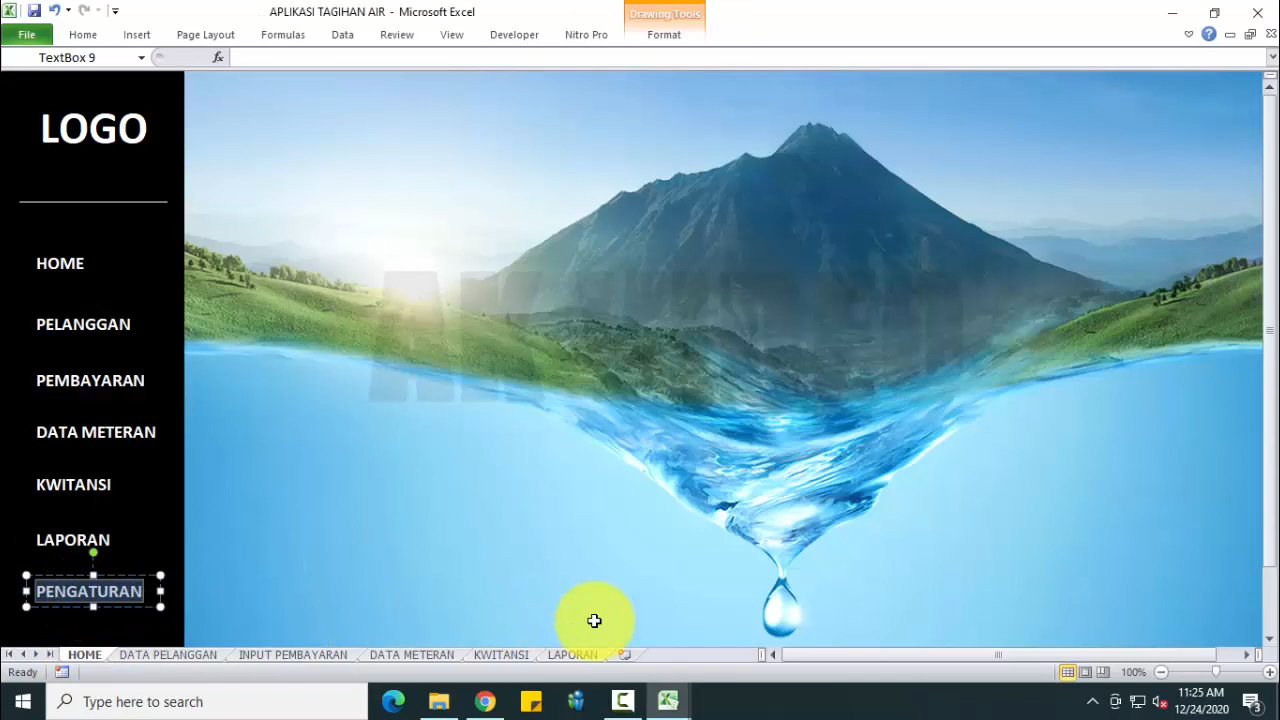 APLIKASI TAGIHAN AIR - Microsoft Excel
Drawing Tools
File
Home
Insert
Page Layout
Formulas
Data
Review
View
Developer
Nitro Pro
Format
TextBox 9
fx
LOGO
HOME
PELANGGAN
PEMBAYARAN
DATA METERAN
KWITANSI
LAPORAN
PENGATURAN
HOME
DATA PELANGGAN
INPUT PEMBAYARAN
DATA METERAN
KWITANSI
LAPORAN
Ready
100%
Type here to search
11:25 AM
12/24/2020
3